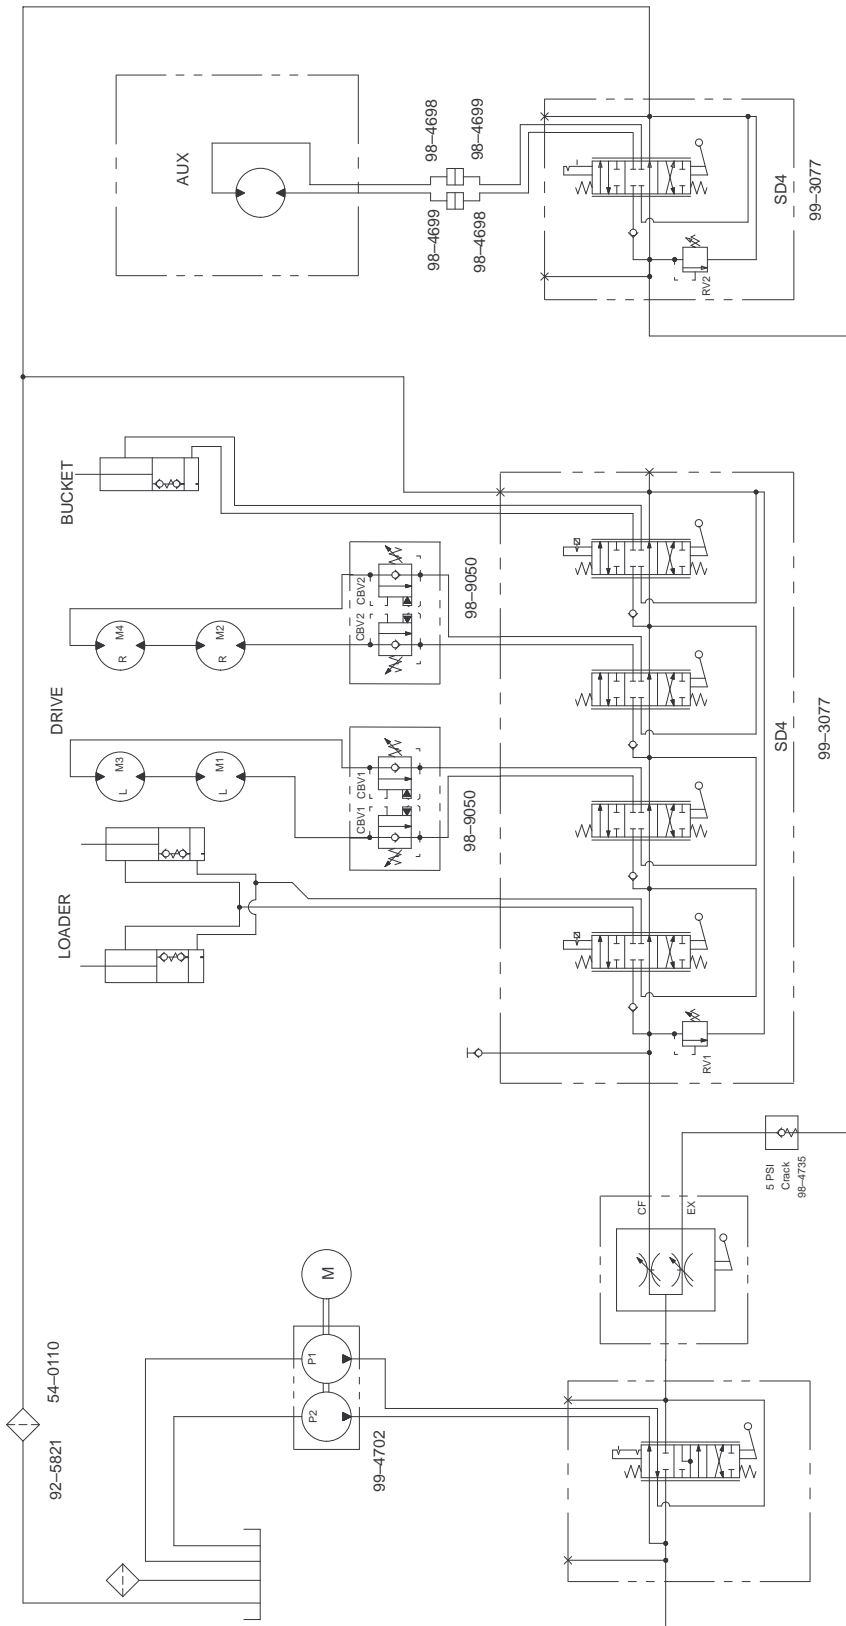 AUX
98–4698
98–4699
98–4699
98–4698
SD4
99–3077
RV2
BUCKET
M4
R
M2
R
CBV2
CBV2
98–9050
DRIVE
M3
L
M1
L
CBV1
CBV1
98–9050
SD4
99–3077
LOADER
RV1
5 PSI
Crack
98–4735
CF
EX
M
P1
P2
99–4702
54–0110
92–5821